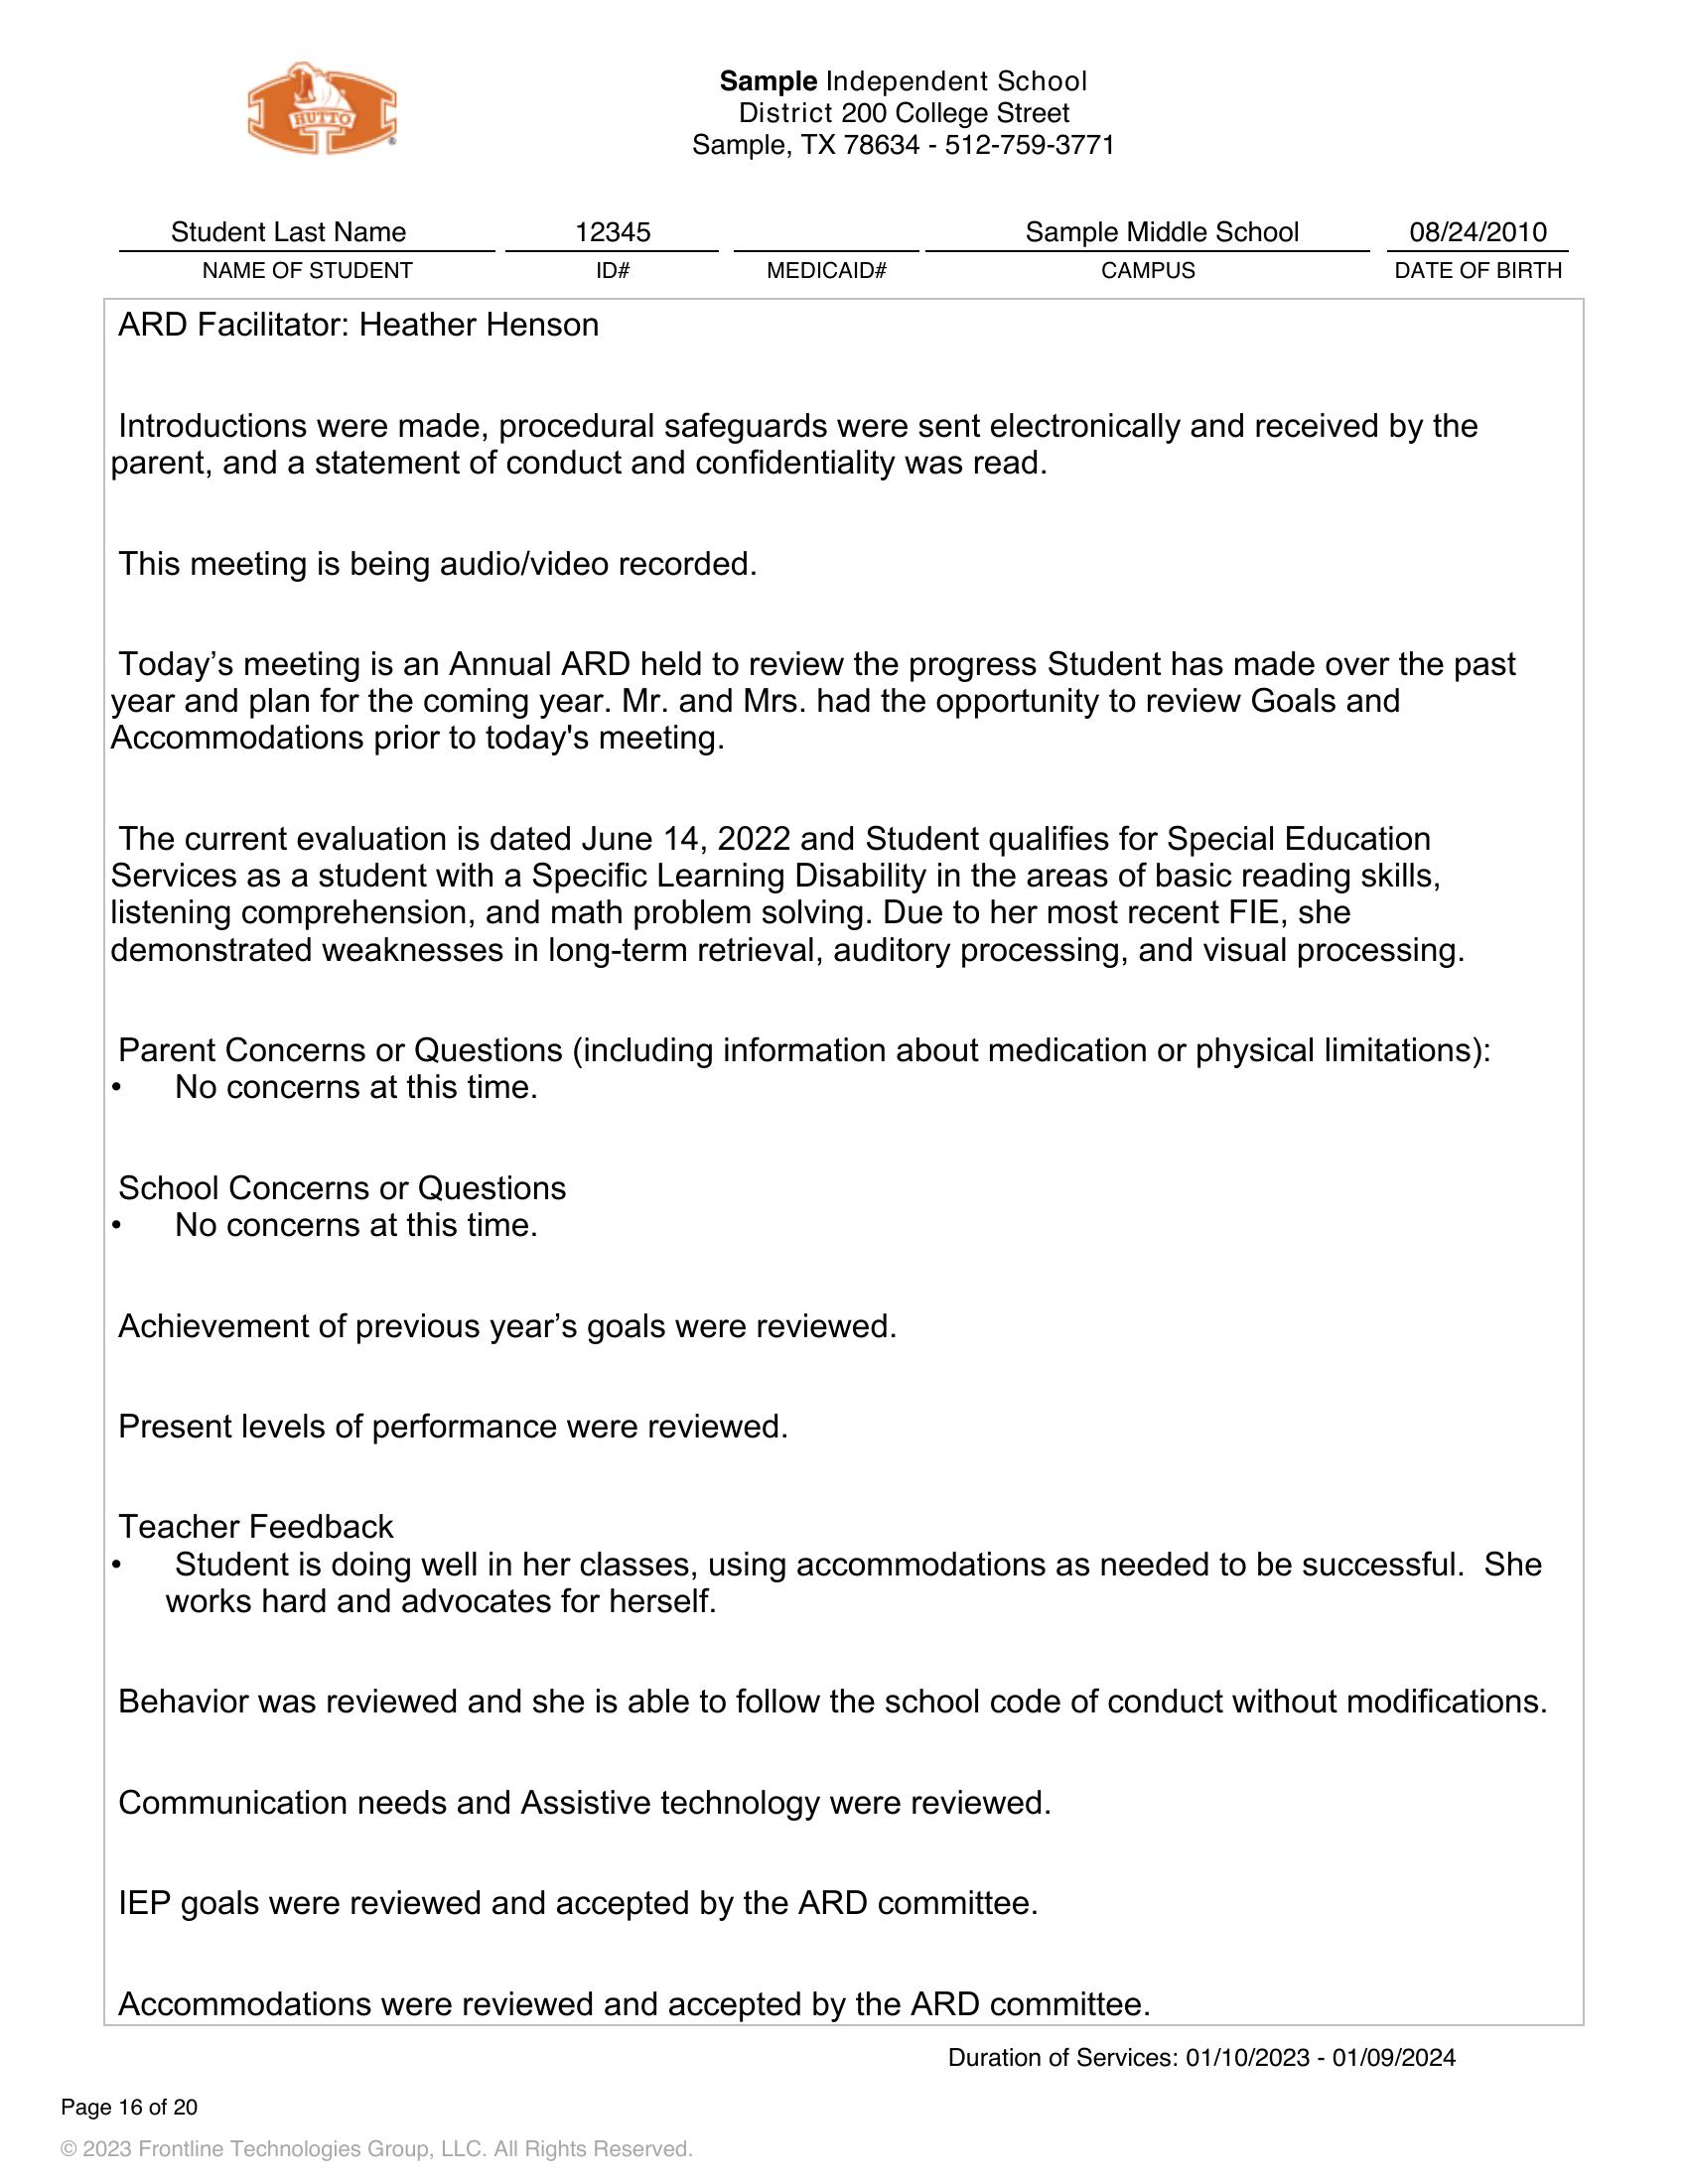 HUTTO
®
Sample Independent School
District 200 College Street
Sample, TX 78634 - 512-759-3771
Student Last Name 12345 Sample Middle School 08/24/2010
NAME OF STUDENT ID# MEDICAID# CAMPUS DATE OF BIRTH
ARD Facilitator: Heather Henson
Introductions were made, procedural safeguards were sent electronically and received by the
parent, and a statement of conduct and confidentiality was read.
This meeting is being audio/video recorded.
Today’s meeting is an Annual ARD held to review the progress Student has made over the past
year and plan for the coming year. Mr. and Mrs. had the opportunity to review Goals and
Accommodations prior to today's meeting.
The current evaluation is dated June 14, 2022 and Student qualifies for Special Education
Services as a student with a Specific Learning Disability in the areas of basic reading skills,
listening comprehension, and math problem solving. Due to her most recent FIE, she
demonstrated weaknesses in long-term retrieval, auditory processing, and visual processing.
Parent Concerns or Questions (including information about medication or physical limitations):
• No concerns at this time.
School Concerns or Questions
• No concerns at this time.
Achievement of previous year’s goals were reviewed.
Present levels of performance were reviewed.
Teacher Feedback
• Student is doing well in her classes, using accommodations as needed to be successful. She
works hard and advocates for herself.
Behavior was reviewed and she is able to follow the school code of conduct without modifications.
Communication needs and Assistive technology were reviewed.
IEP goals were reviewed and accepted by the ARD committee.
Accommodations were reviewed and accepted by the ARD committee.
Duration of Services: 01/10/2023 - 01/09/2024
Page 16 of 20
© 2023 Frontline Technologies Group, LLC. All Rights Reserved.